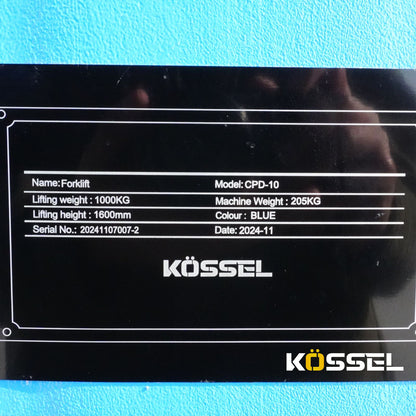 Name:Forklift Model:CPD-10
Lifting weight : 1000KG Machine Weight : 205KG
Lifting height : 1600mm Colour : BLUE
Serial No.: 20241107007-2 Date: 2024-11
KÖSSEL
KÖSSEL